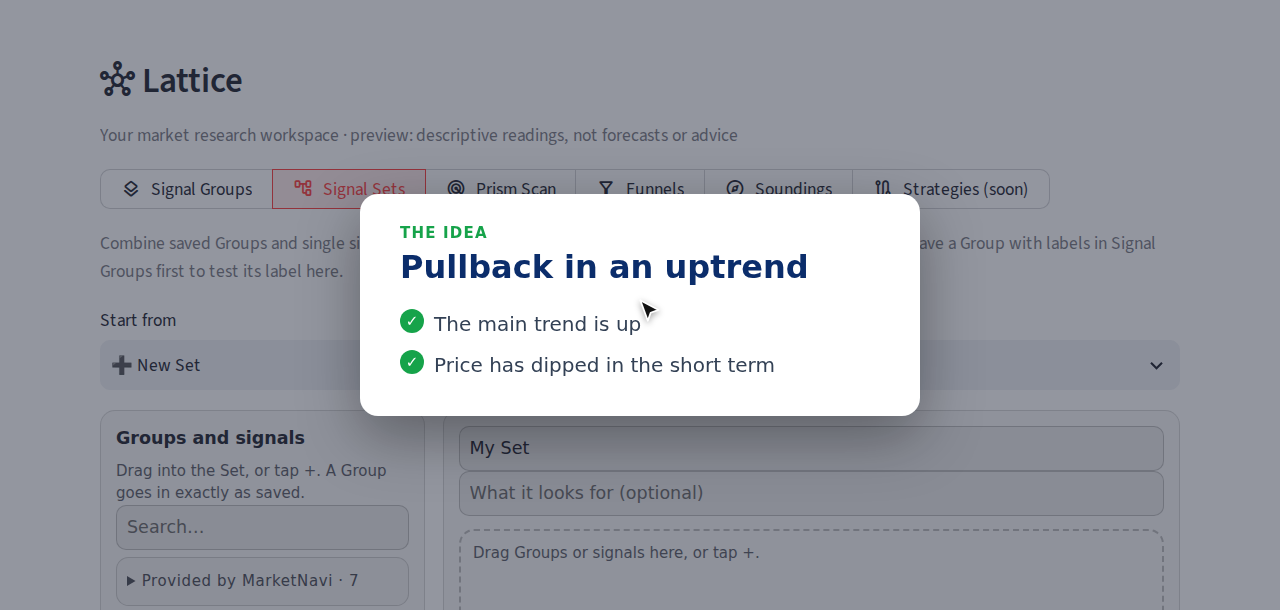 Lattice
Your market research workspace · preview: descriptive readings, not forecasts or advice
Signal Groups Signal Sets Prism Scan Funnels Soundings Strategies (soon)
Combine saved Groups and single si ave a Group with labels in Signal
Groups first to test its label here.
THE IDEA
Pullback in an uptrend
✓ The main trend is up
✓ Price has dipped in the short term
Start from
➕ New Set
Groups and signals
Drag into the Set, or tap +. A Group
goes in exactly as saved.
Search...
Provided by MarketNavi · 7
My Set
What it looks for (optional)
Drag Groups or signals here, or tap +.